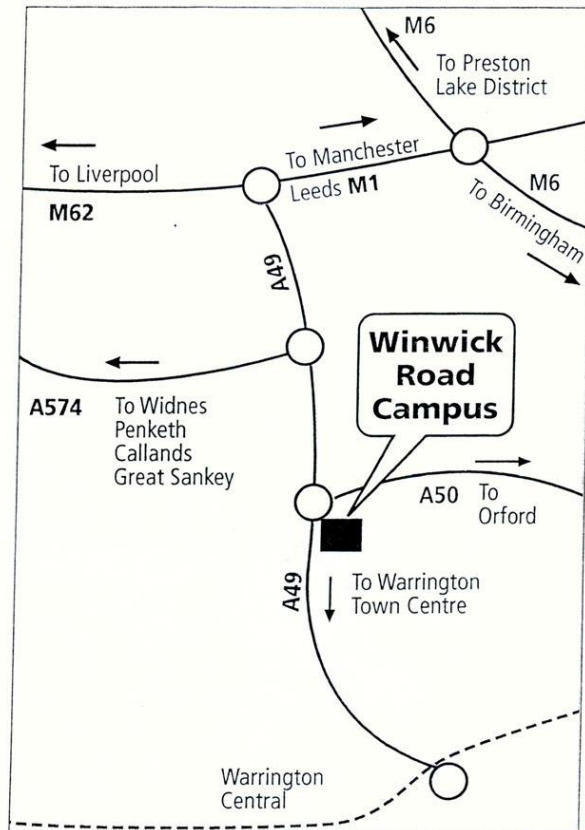 M6
To Preston
Lake District
To Manchester
Leeds M1
To Liverpool
M62
M6
To Birmingham
A49
Winwick
Road
Campus
A574
To Widnes
Penketh
Callands
Great Sankey
A50
To
Orford
A49
To Warrington
Town Centre
Warrington
Central